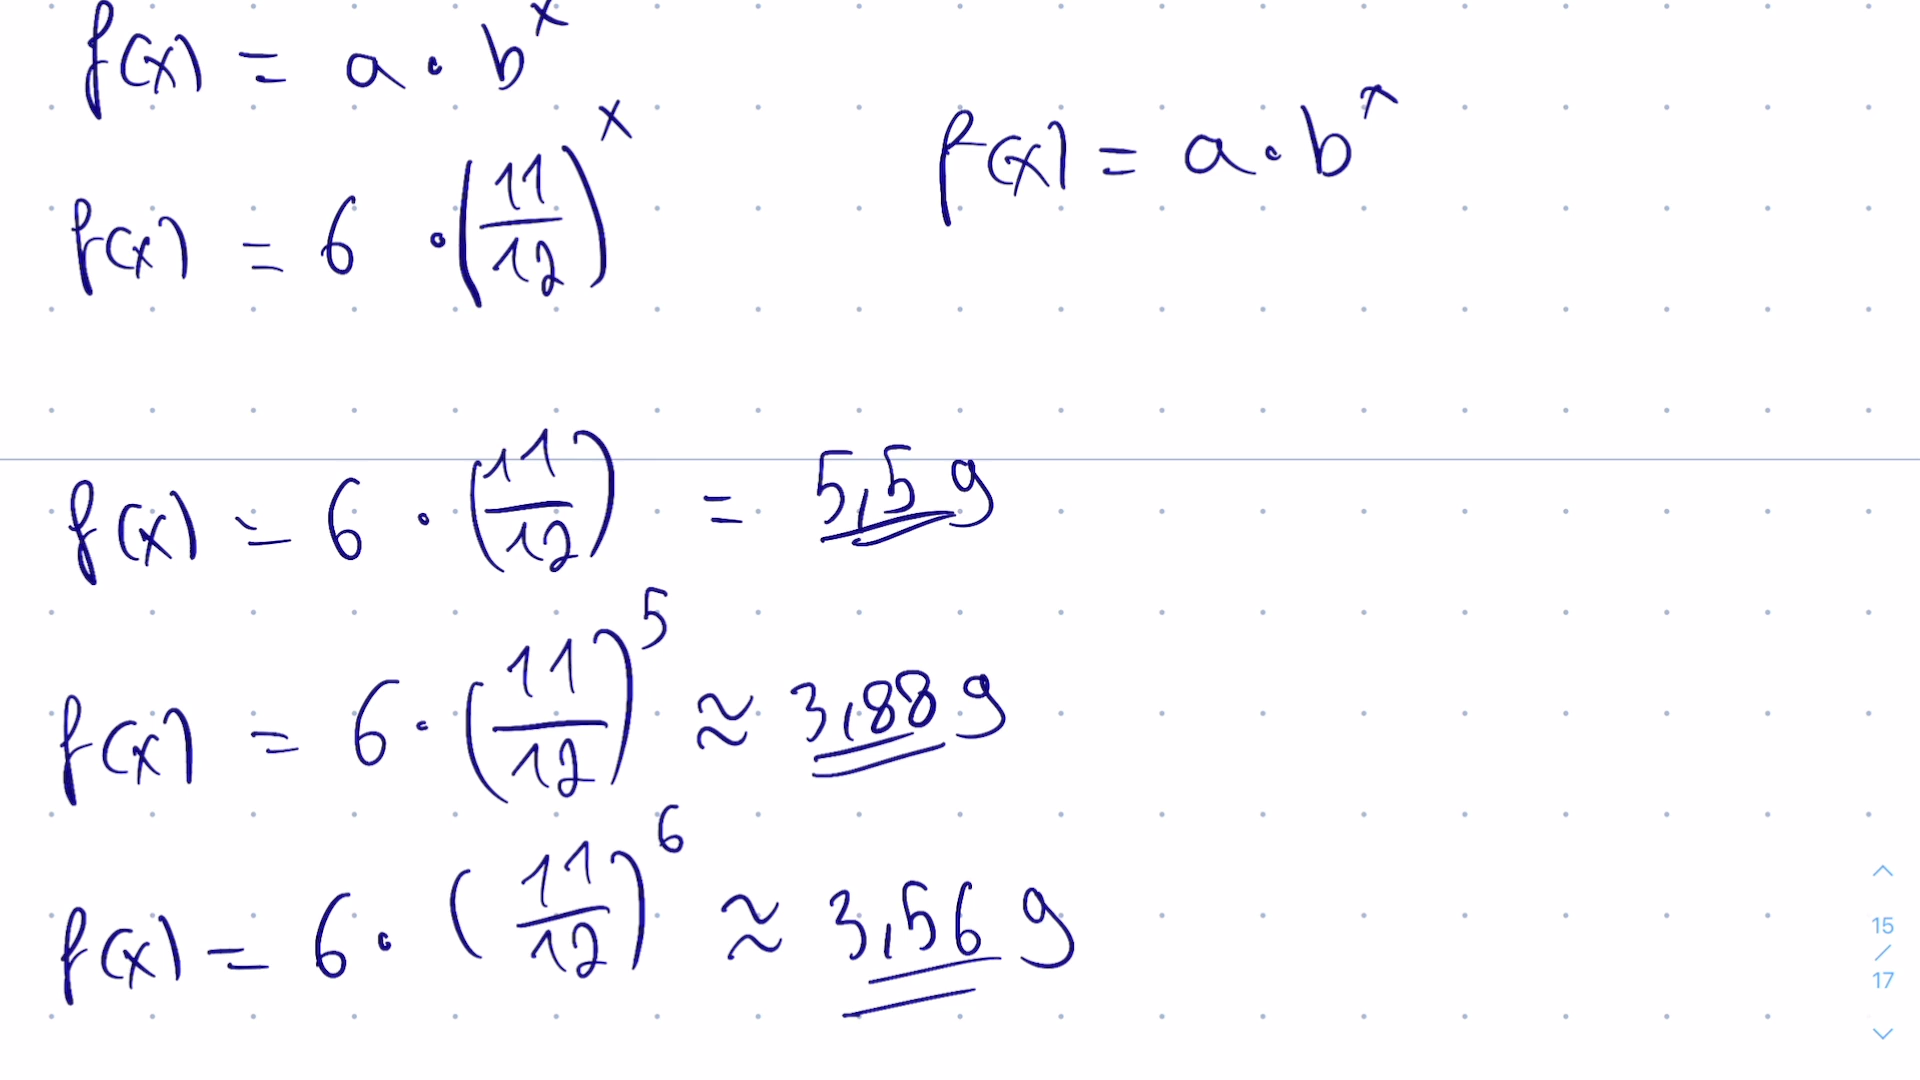 f(x) = a · b^x
f(x) = a · b^x
f(x) = 6 · (11/12)^x
f(x) = 6 · (11/12) = 5,5 g
f(x) = 6 · (11/12)^5 ≈ 3,88 g
f(x) = 6 · (11/12)^6 ≈ 3,56 g
15
/
17